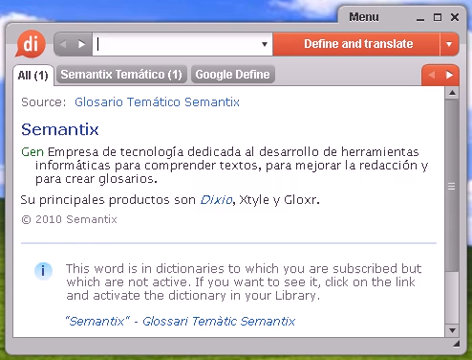 Menu
di
Define and translate
All (1)
Semantix Temático (1)
Google Define
Source: Glosario Temático Semantix
Semantix
Gen Empresa de tecnología dedicada al desarrollo de herramientas
informáticas para comprender textos, para mejorar la redacción y
para crear glosarios.
Su principales productos son Dixio, Xtyle y Gloxr.
© 2010 Semantix
i
This word is in dictionaries to which you are subscribed but
which are not active. If you want to see it, click on the link
and activate the dictionary in your Library.
"Semantix" - Glossari Temàtic Semantix